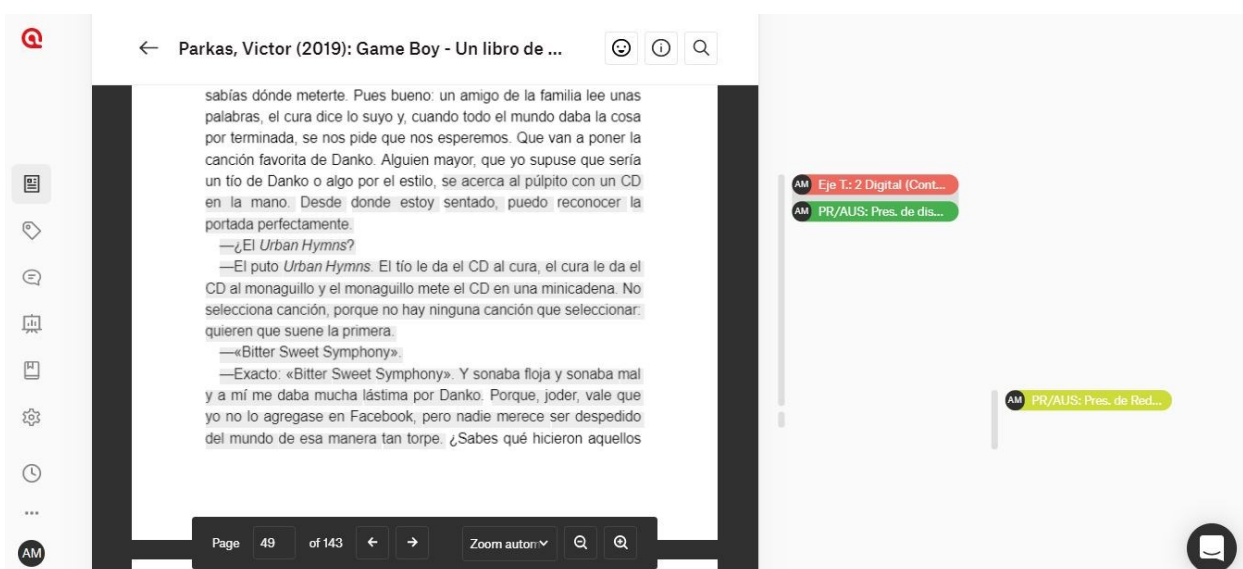 Parkas, Victor (2019): Game Boy - Un libro de ...
sabías dónde meterte. Pues bueno: un amigo de la familia lee unas
palabras, el cura dice lo suyo y, cuando todo el mundo daba la cosa
por terminada, se nos pide que nos esperemos. Que van a poner la
canción favorita de Danko. Alguien mayor, que yo supuse que sería
un tío de Danko o algo por el estilo, se acerca al púlpito con un CD
en la mano. Desde donde estoy sentado, puedo reconocer la
portada perfectamente.
—¿El Urban Hymns?
—El puto Urban Hymns. El tío le da el CD al cura, el cura le da el
CD al monaguillo y el monaguillo mete el CD en una minicadena. No
selecciona canción, porque no hay ninguna canción que seleccionar:
quieren que suene la primera.
—«Bitter Sweet Symphony».
—Exacto: «Bitter Sweet Symphony». Y sonaba floja y sonaba mal
y a mí me daba mucha lástima por Danko. Porque, joder, vale que
yo no lo agregase en Facebook, pero nadie merece ser despedido
del mundo de esa manera tan torpe. ¿Sabes qué hicieron aquellos
AM Eje T.: 2 Digital (Cont...
AM PR/AUS: Pres. de dis...
AM PR/AUS: Pres. de Red...
Page 49 of 143 Zoom autom
AM